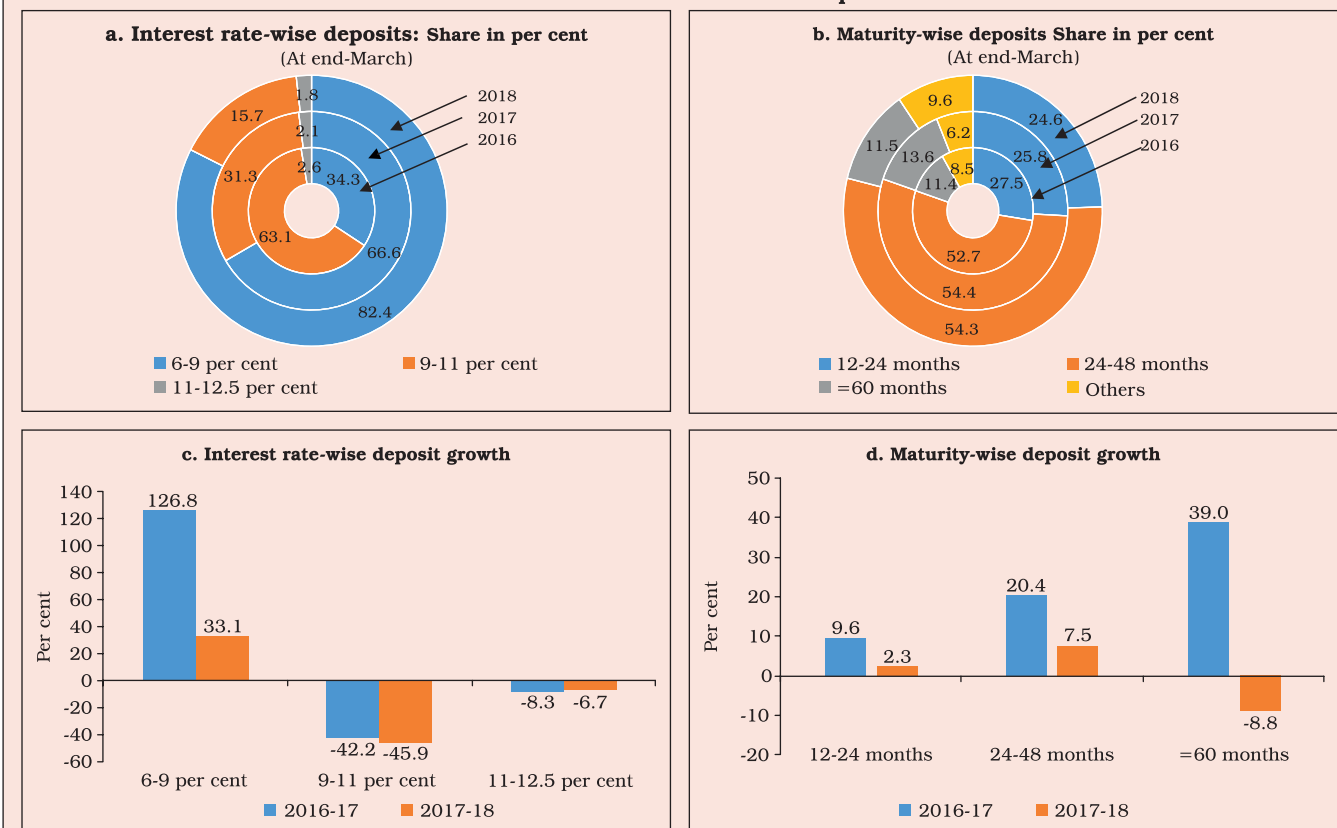 a. Interest rate-wise deposits: Share in per cent
(At end-March)
1.8
15.7
2.1
2.6
31.3
34.3
63.1
66.6
82.4
2018
2017
2016
6-9 per cent
9-11 per cent
11-12.5 per cent
b. Maturity-wise deposits Share in per cent
(At end-March)
9.6
24.6
6.2
11.5
13.6
25.8
8.5
11.4
27.5
52.7
54.4
54.3
2018
2017
2016
12-24 months
24-48 months
=60 months
Others
c. Interest rate-wise deposit growth
Per cent
140
120
100
80
60
40
20
0
-20
-40
-60
126.8
33.1
-42.2
-45.9
-8.3
-6.7
6-9 per cent
9-11 per cent
11-12.5 per cent
2016-17
2017-18
d. Maturity-wise deposit growth
Per cent
50
40
30
20
10
0
-10
-20
9.6
2.3
20.4
7.5
39.0
-8.8
12-24 months
24-48 months
=60 months
2016-17
2017-18